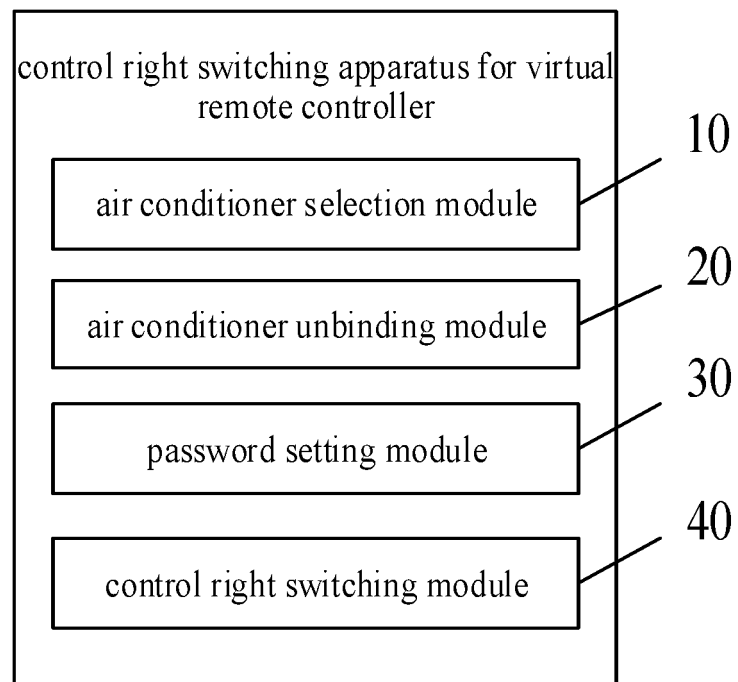 control right switching apparatus for virtual
remote controller
10
air conditioner selection module
20
air conditioner unbinding module
30
password setting module
40
control right switching module